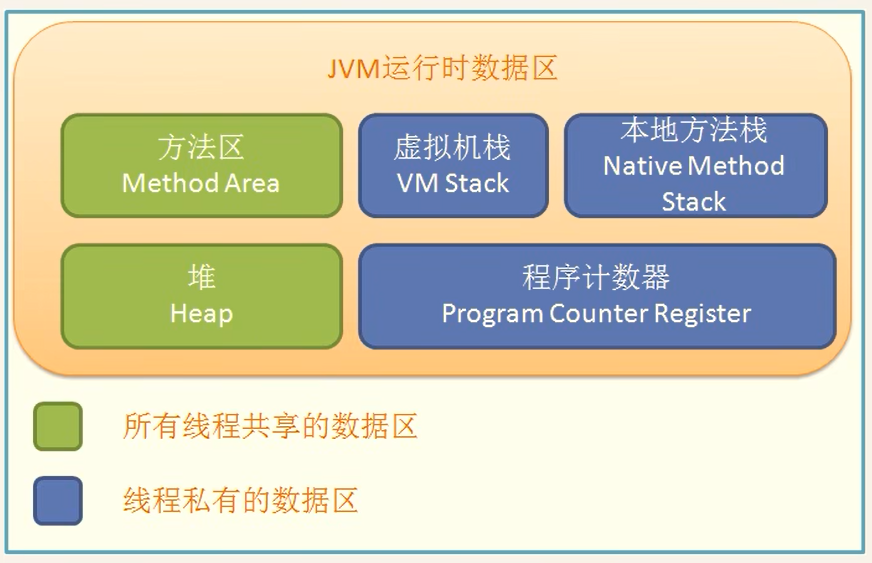 JVM运行时数据区
方法区
Method Area
虚拟机栈
VM Stack
本地方法栈
Native Method
Stack
堆
Heap
程序计数器
Program Counter Register
所有线程共享的数据区
线程私有的数据区